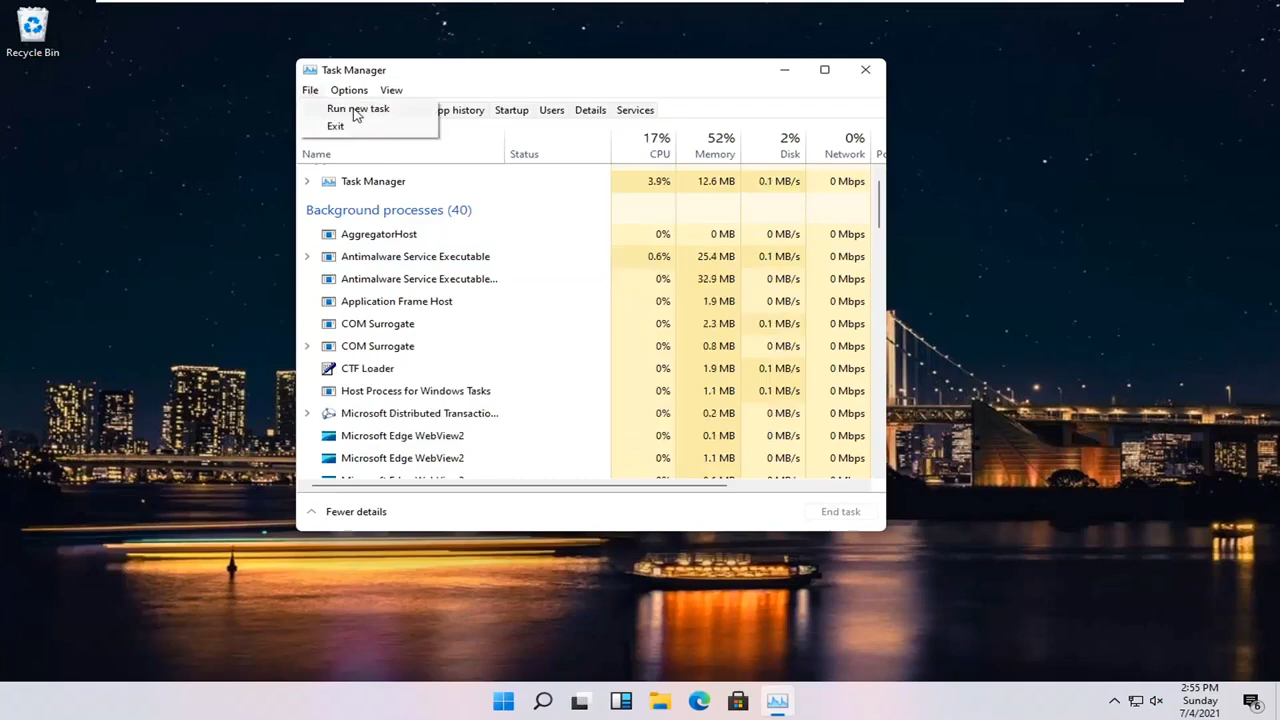 Recycle Bin
Task Manager
File Options View
Run new task
Exit
pp history Startup Users Details Services
17% 52% 2% 0%
Name Status CPU Memory Disk Network Po
Task Manager 3.9% 12.6 MB 0.1 MB/s 0 Mbps
Background processes (40)
AggregatorHost 0% 0 MB 0 MB/s 0 Mbps
Antimalware Service Executable 0.6% 25.4 MB 0.1 MB/s 0 Mbps
Antimalware Service Executable... 0% 32.9 MB 0 MB/s 0 Mbps
Application Frame Host 0% 1.9 MB 0 MB/s 0 Mbps
COM Surrogate 0% 2.3 MB 0.1 MB/s 0 Mbps
COM Surrogate 0% 0.8 MB 0 MB/s 0 Mbps
CTF Loader 0% 1.9 MB 0.1 MB/s 0 Mbps
Host Process for Windows Tasks 0% 1.1 MB 0.1 MB/s 0 Mbps
Microsoft Distributed Transactio... 0% 0.2 MB 0 MB/s 0 Mbps
Microsoft Edge WebView2 0% 0.1 MB 0 MB/s 0 Mbps
Microsoft Edge WebView2 0% 1.1 MB 0 MB/s 0 Mbps
Fewer details End task
2:55 PM
Sunday
7/4/2021
6